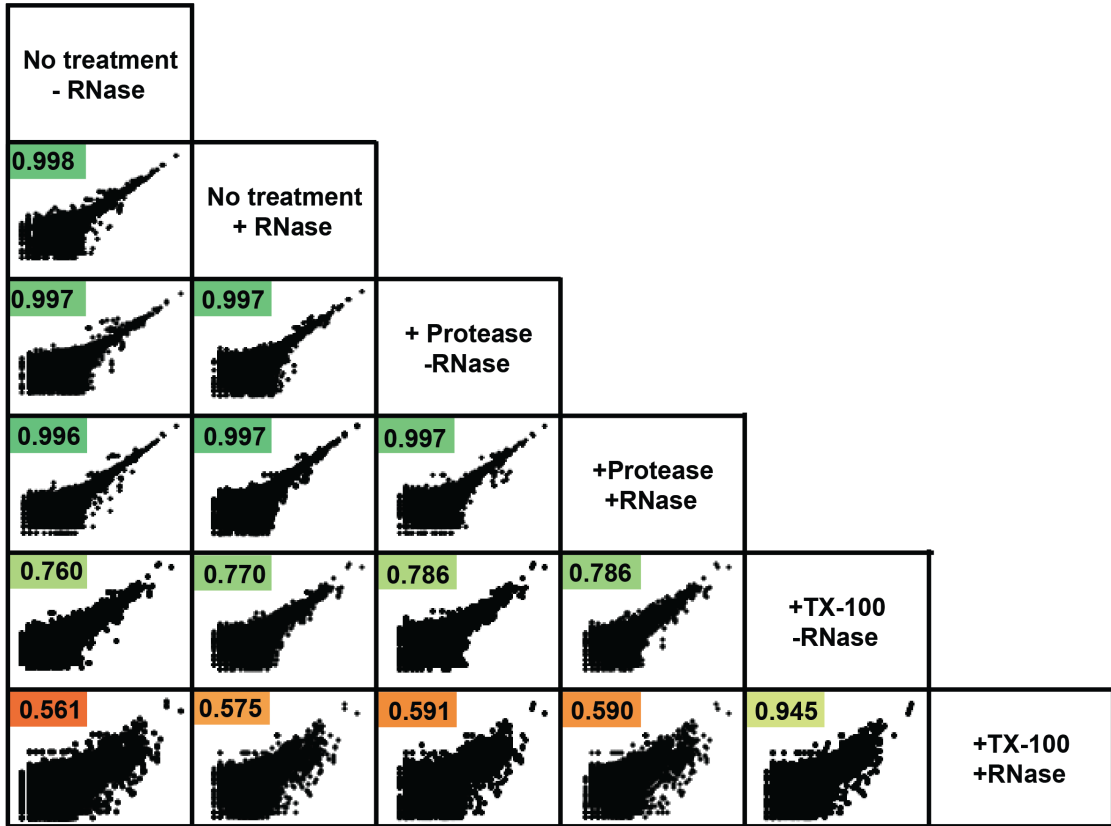 No treatment
- RNase
0.998
No treatment
+ RNase
0.997
0.997
+ Protease
-RNase
0.996
0.997
0.997
+Protease
+RNase
0.760
0.770
0.786
0.786
+TX-100
-RNase
0.561
0.575
0.591
0.590
0.945
+TX-100
+RNase